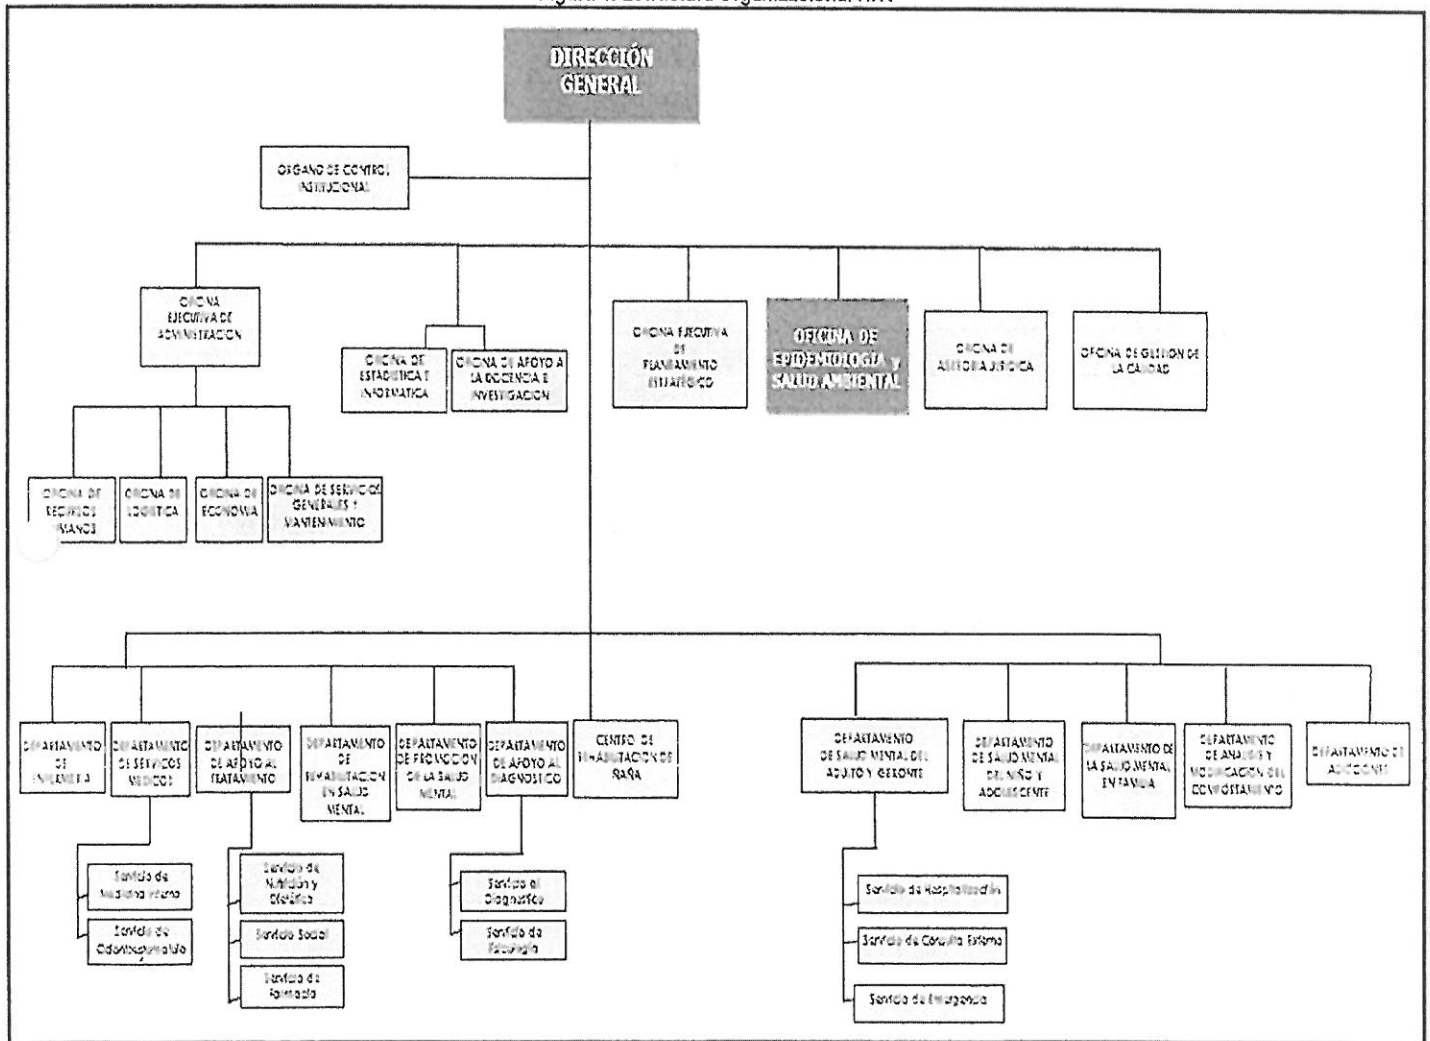 DIRECCIÓN
GENERAL
ORGANO DE CONTROL
INSTITUCIONAL
OFICINA
EJECUTIVA DE
ADMINISTRACION
OFICINA DE
ESTADISTICA E
INFORMATICA
OFICINA DE APOYO A
LA DOCENCIA E
INVESTIGACION
OFICINA EJECUTIVA
DE
PLANEAMIENTO
ESTRATÉGICO
OFICINA DE
EPIDEMIOLOGÍA y
SALUD AMBIENTAL
OFICINA DE
ASESORIA JURIDICA
OFICINA DE GESTION DE
LA CALIDAD
OFICINA DE
RECURSOS
UMANOS
OFICINA DE
LOGISTICA
OFICINA DE
ECONOMIA
OFICINA DE SERVICIOS
GENERALES Y
MANTENIMIENTO
DEPARTAMENTO
DE
ENFERMERIA
DEPARTAMENTO
DE SERVICIOS
MEDICOS
DEPARTAMENTO
DE APOYO AL
TRATAMIENTO
DEPARTAMENTO
DE
REHABILITACION
EN SALUD
MENTAL
DEPARTAMENTO
DE PROMOCION
DE LA SALUD
MENTAL
DEPARTAMENTO
DE APOYO AL
DIAGNOSTICO
CENTRO DE
REHABILITACION DE
ÑAÑA
DEPARTAMENTO
DE SALUD MENTAL DEL
ADULTO Y GERONTE
DEPARTAMENTO
DE SALUD MENTAL
DEL NIÑO Y
ADOLESCENTE
DEPARTAMENTO DE
LA SALUD MENTAL
EN FAMILIA
DEPARTAMENTO
DE ANALISIS Y
MODIFICACION DEL
COMPORTAMIENTO
DEPARTAMENTO DE
ADICCIONES
Servicio de
Medicina Interna
Servicio de
Servicio de
Nutrición y
Dietética
Servicio Social
Servicio de
Farmacia
Servicio al
Diagnostico
Servicio de
Psicología
Servicio de Hospitalización
Servicio de Consulta Externa
Servicio de Emergencia